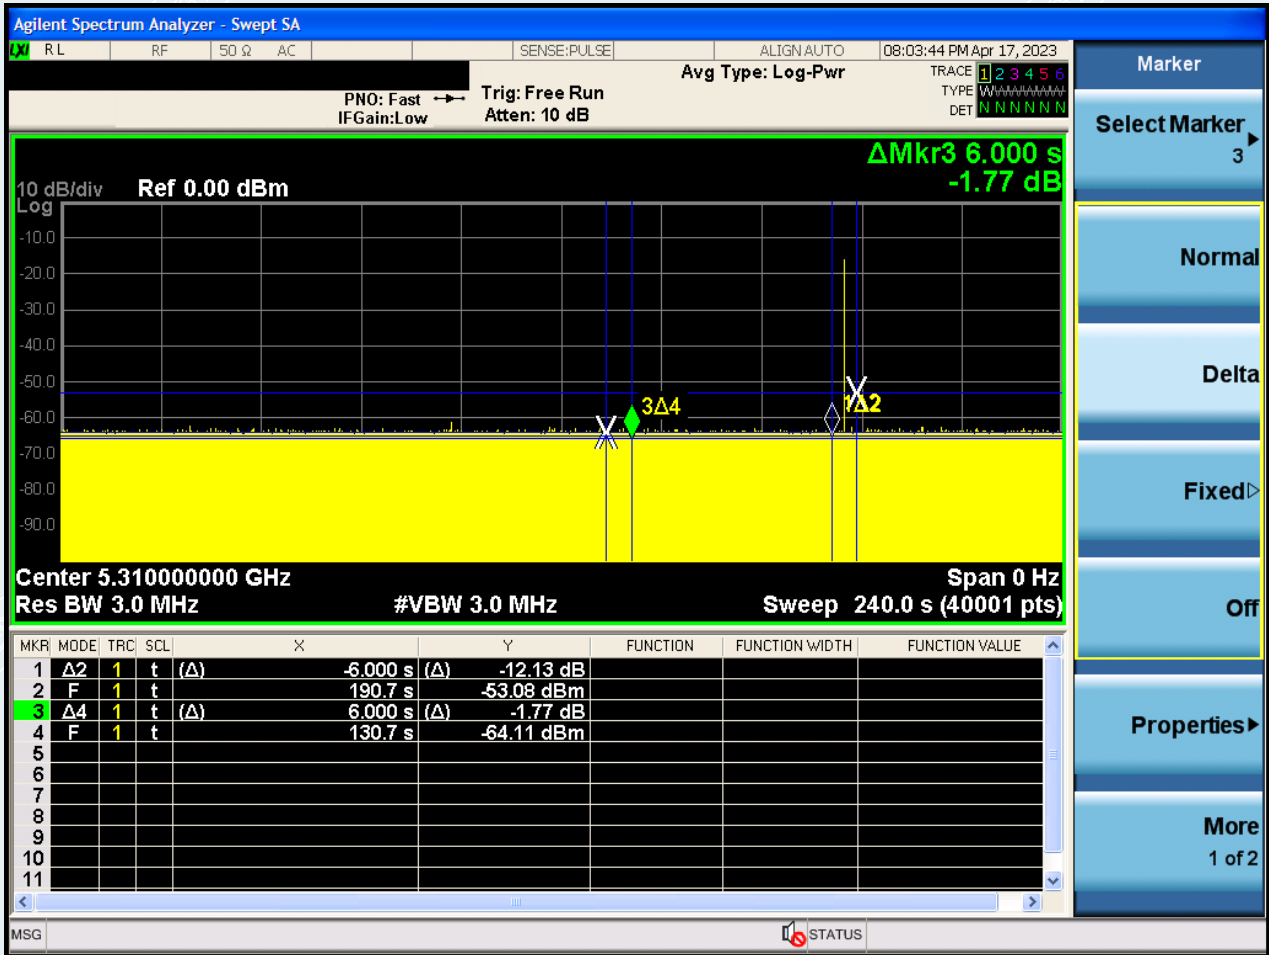 Agilent Spectrum Analyzer - Swept SA
LXI RL RF 50 Ω AC SENSE:PULSE ALIGN AUTO 08:03:44 PM Apr 17, 2023
Avg Type: Log-Pwr
TRACE 1 2 3 4 5 6
TYPE WWWWWW
DET N N N N N N
PNO: Fast
IFGain:Low
Trig: Free Run
Atten: 10 dB
ΔMkr3 6.000 s
-1.77 dB
10 dB/div Ref 0.00 dBm
Log
-10.0
-20.0
-30.0
-40.0
-50.0
-60.0
-70.0
-80.0
-90.0
3Δ4
1Δ2
Center 5.310000000 GHz Span 0 Hz
Res BW 3.0 MHz #VBW 3.0 MHz Sweep 240.0 s (40001 pts)
MKR MODE TRC SCL X Y FUNCTION FUNCTION WIDTH FUNCTION VALUE
1 Δ2 1 t (Δ) -6.000 s (Δ) -12.13 dB
2 F 1 t 190.7 s -53.08 dBm
3 Δ4 1 t (Δ) 6.000 s (Δ) -1.77 dB
4 F 1 t 130.7 s -64.11 dBm
5
6
7
8
9
10
11
MSG STATUS
Marker
Select Marker
3
Normal
Delta
Fixed
Off
Properties
More
1 of 2